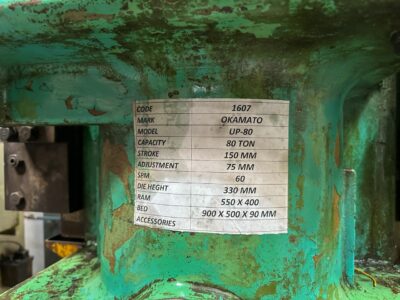 CODE 1607
MARK OKAMATO
MODEL UP-80
CAPACITY 80 TON
STROKE 150 MM
ADJUSTMENT 75 MM
SPM 60
DIE HEGHT 330 MM
RAM 550 X 400
BED 900 X 500 X 90 MM
ACCESSORIES